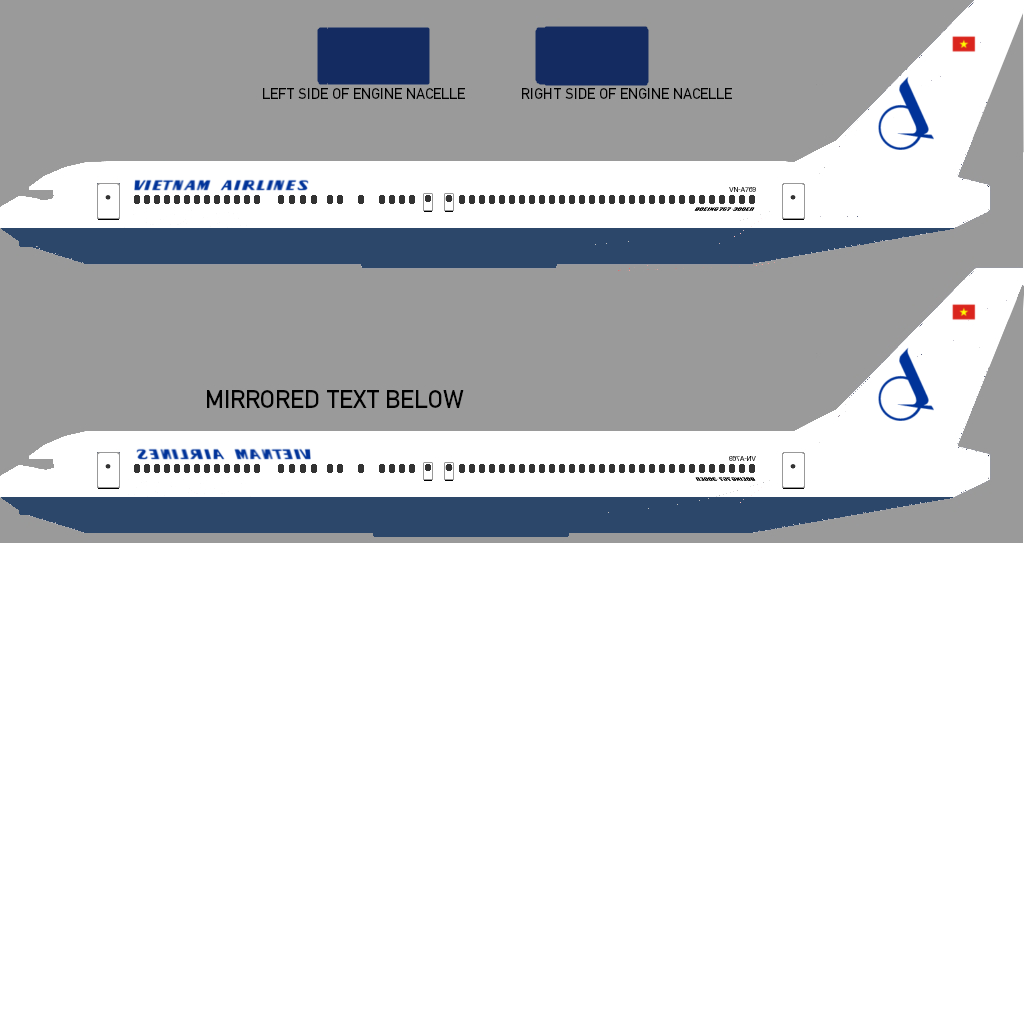 LEFT SIDE OF ENGINE NACELLE
RIGHT SIDE OF ENGINE NACELLE
VIETNAM AIRLINES
VN-A769
BOEING 767-300ER
MIRRORED TEXT BELOW
VIETNAM AIRLINES
VN-A769
BOEING 767-300ER